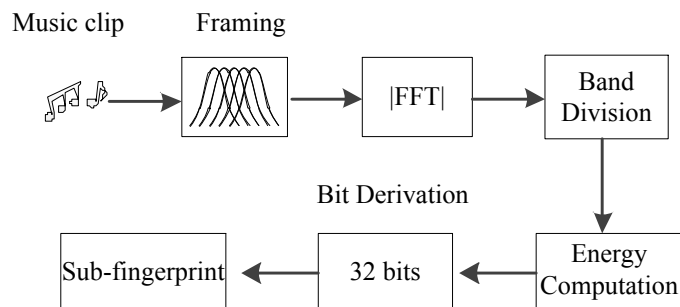 Music clip
Framing
|FFT|
Band
Division
Bit Derivation
Sub-fingerprint
32 bits
Energy
Computation